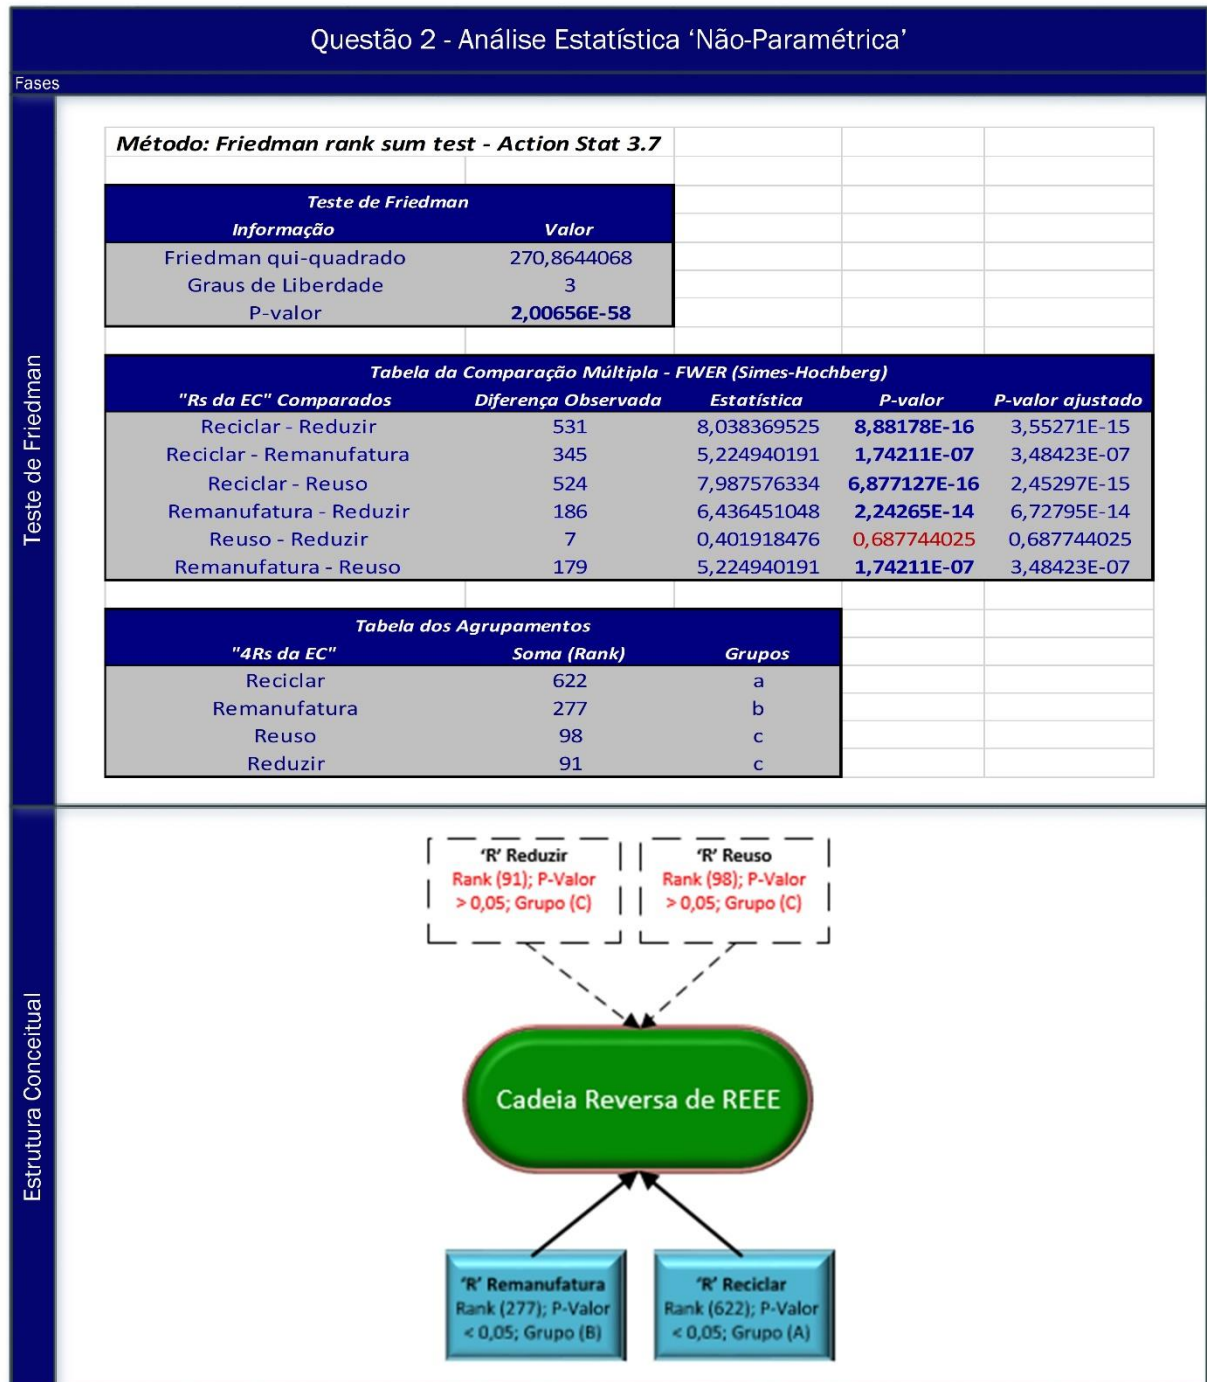 Questão 2 - Análise Estatística 'Não-Paramétrica'
Fases
Teste de Friedman
Método: Friedman rank sum test - Action Stat 3.7
Teste de Friedman
Informação Valor
Friedman qui-quadrado 270,8644068
Graus de Liberdade 3
P-valor 2,00656E-58
Tabela da Comparação Múltipla - FWER (Simes-Hochberg)
"Rs da EC" Comparados Diferença Observada Estatística P-valor P-valor ajustado
Reciclar - Reduzir 531 8,038369525 8,88178E-16 3,55271E-15
Reciclar - Remanufatura 345 5,224940191 1,74211E-07 3,48423E-07
Reciclar - Reuso 524 7,987576334 6,877127E-16 2,45297E-15
Remanufatura - Reduzir 186 6,436451048 2,24265E-14 6,72795E-14
Reuso - Reduzir 7 0,401918476 0,687744025 0,687744025
Remanufatura - Reuso 179 5,224940191 1,74211E-07 3,48423E-07
Tabela dos Agrupamentos
"4Rs da EC" Soma (Rank) Grupos
Reciclar 622 a
Remanufatura 277 b
Reuso 98 c
Reduzir 91 c
Estrutura Conceitual
'R' Reduzir
Rank (91); P-Valor
> 0,05; Grupo (C)
'R' Reuso
Rank (98); P-Valor
> 0,05; Grupo (C)
Cadeia Reversa de REEE
'R' Remanufatura
Rank (277); P-Valor
< 0,05; Grupo (B)
'R' Reciclar
Rank (622); P-Valor
< 0,05; Grupo (A)